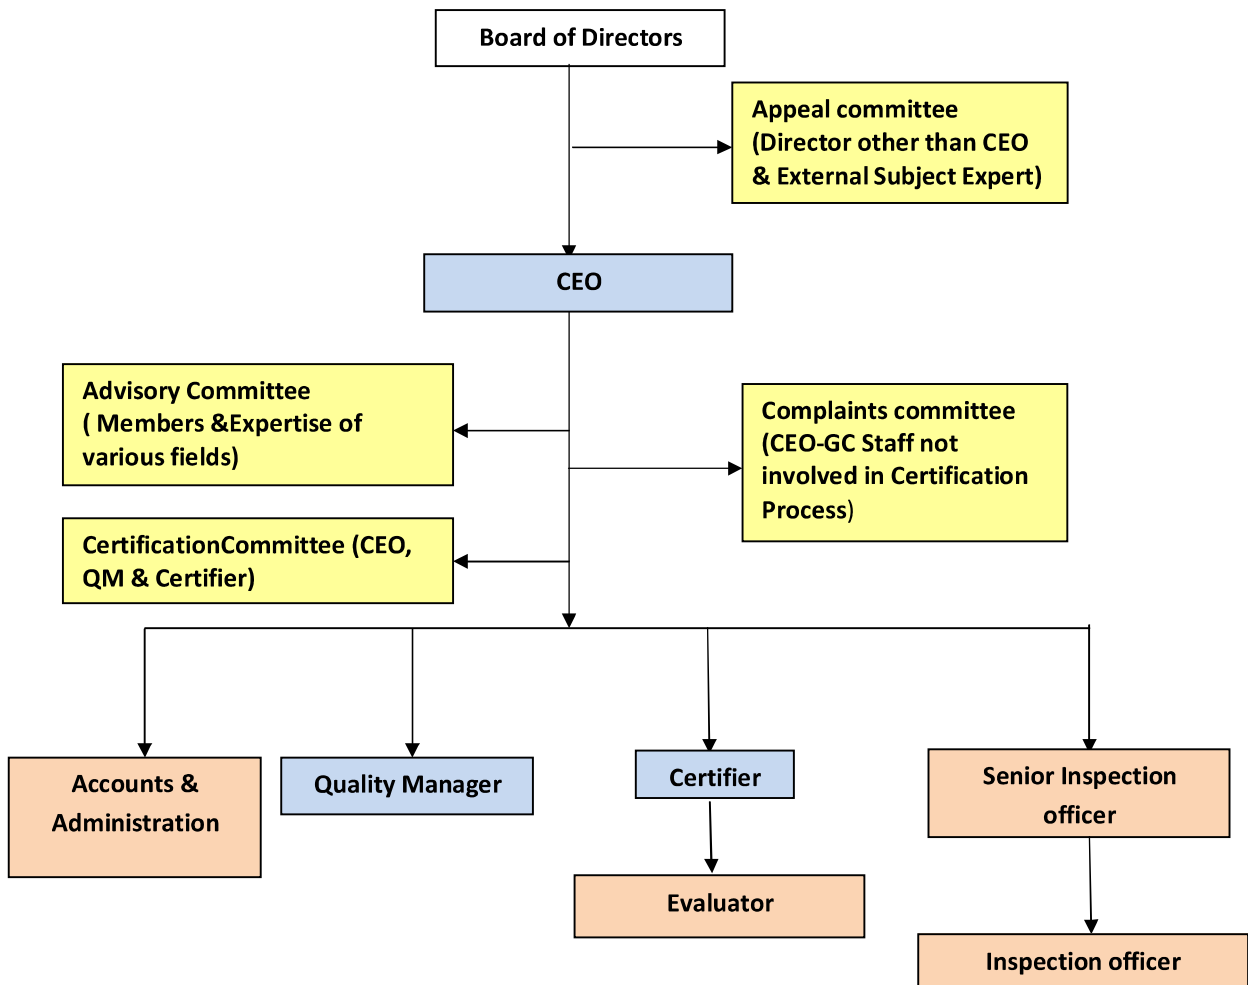 Board of Directors
Appeal committee
(Director other than CEO
& External Subject Expert)
CEO
Advisory Committee
( Members &Expertise of
various fields)
Complaints committee
(CEO-GC Staff not
involved in Certification
Process)
CertificationCommittee (CEO,
QM & Certifier)
Accounts &
Administration
Quality Manager
Certifier
Senior Inspection
officer
Evaluator
Inspection officer